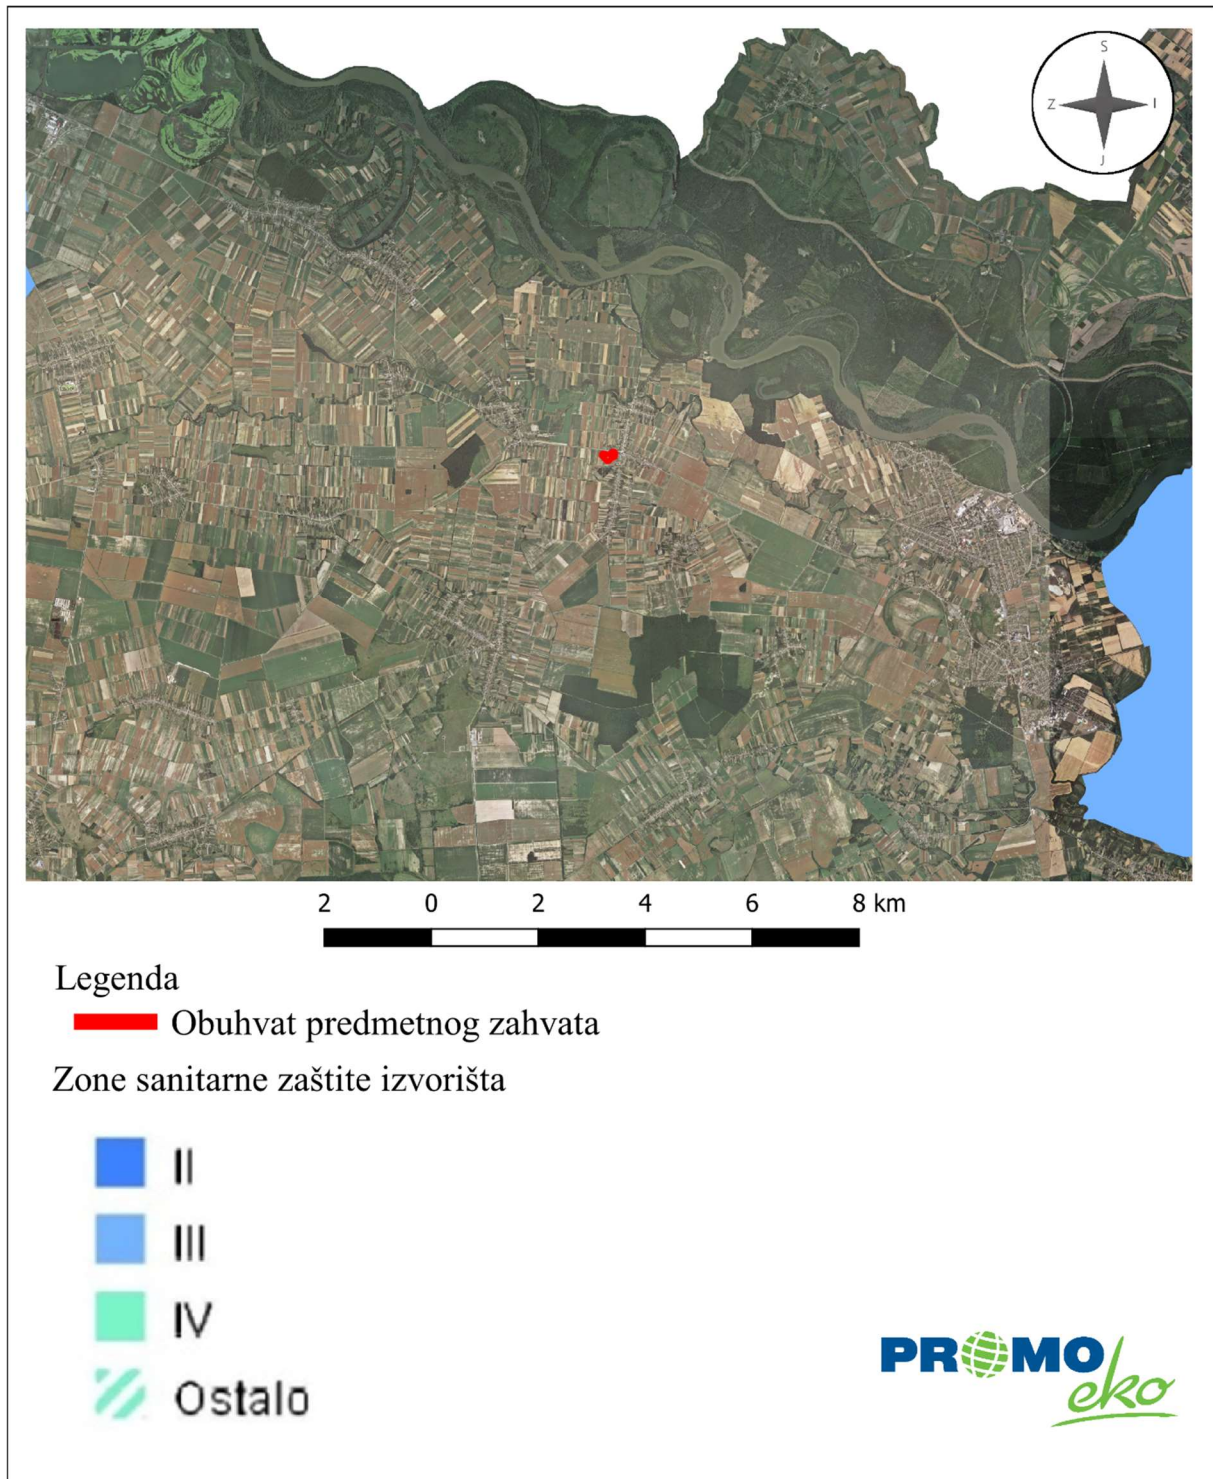 S
Z I
J
2 0 2 4 6 8 km
Legenda
Obuhvat predmetnog zahvata
Zone sanitarne zaštite izvorišta
II
III
IV
Ostalo
PROMO
eko